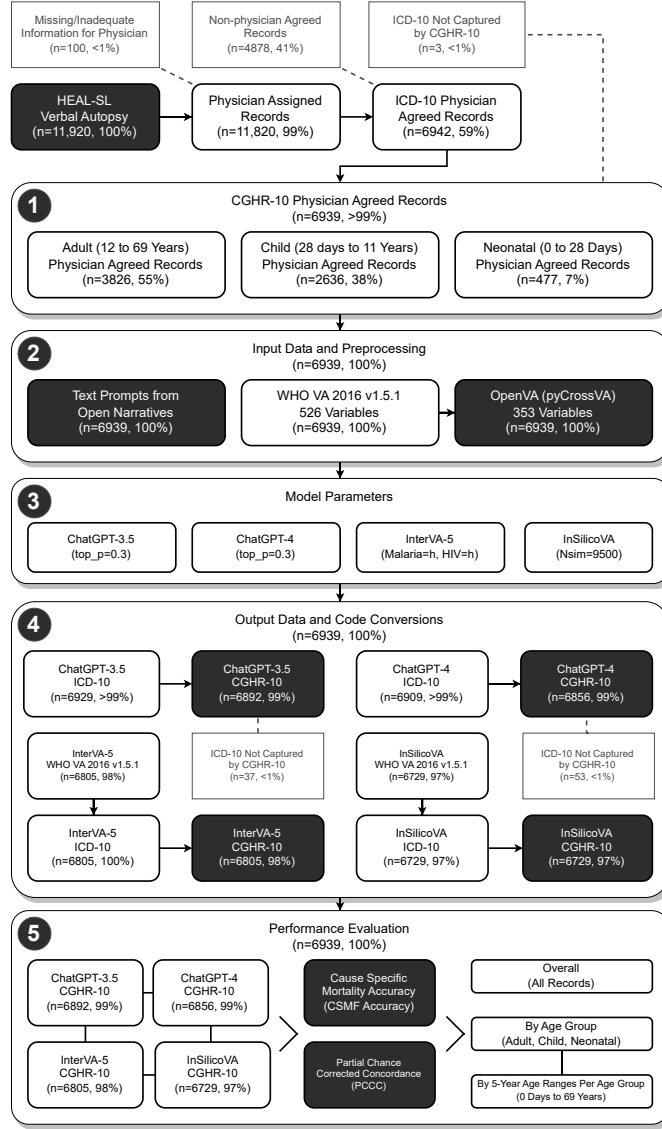 Missing/Inadequate
Information for Physician
(n=100, <1%)
Non-physician Agreed
Records
(n=4878, 41%)
ICD-10 Not Captured
by CGHR-10
(n=3, <1%)
HEAL-SL
Verbal Autopsy
(n=11,920, 100%)
Physician Assigned
Records
(n=11,820, 99%)
ICD-10 Physician
Agreed Records
(n=6942, 59%)
1
CGHR-10 Physician Agreed Records
(n=6939, >99%)
Adult (12 to 69 Years)
Physician Agreed Records
(n=3826, 55%)
Child (28 days to 11 Years)
Physician Agreed Records
(n=2636, 38%)
Neonatal (0 to 28 Days)
Physician Agreed Records
(n=477, 7%)
2
Input Data and Preprocessing
(n=6939, 100%)
Text Prompts from
Open Narratives
(n=6939, 100%)
WHO VA 2016 v1.5.1
526 Variables
(n=6939, 100%)
OpenVA (pyCrossVA)
353 Variables
(n=6939, 100%)
3
Model Parameters
ChatGPT-3.5
(top_p=0.3)
ChatGPT-4
(top_p=0.3)
InterVA-5
(Malaria=h, HIV=h)
InSilicoVA
(Nsim=9500)
4
Output Data and Code Conversions
(n=6939, 100%)
ChatGPT-3.5
ICD-10
(n=6929, >99%)
ChatGPT-3.5
CGHR-10
(n=6892, 99%)
ChatGPT-4
ICD-10
(n=6909, >99%)
ChatGPT-4
CGHR-10
(n=6856, 99%)
InterVA-5
WHO VA 2016 v1.5.1
(n=6805, 98%)
ICD-10 Not Captured
by CGHR-10
(n=37, <1%)
InSilicoVA
WHO VA 2016 v1.5.1
(n=6729, 97%)
ICD-10 Not Captured
by CGHR-10
(n=53, <1%)
InterVA-5
ICD-10
(n=6805, 100%)
InterVA-5
CGHR-10
(n=6805, 98%)
InSilicoVA
ICD-10
(n=6729, 97%)
InSilicoVA
CGHR-10
(n=6729, 97%)
5
Performance Evaluation
(n=6939, 100%)
ChatGPT-3.5
CGHR-10
(n=6892, 99%)
ChatGPT-4
CGHR-10
(n=6856, 99%)
InterVA-5
CGHR-10
(n=6805, 98%)
InSilicoVA
CGHR-10
(n=6729, 97%)
Cause Specific
Mortality Accuracy
(CSMF Accuracy)
Partial Chance
Corrected Concordance
(PCCC)
Overall
(All Records)
By Age Group
(Adult, Child, Neonatal)
By 5-Year Age Ranges Per Age Group
(0 Days to 69 Years)